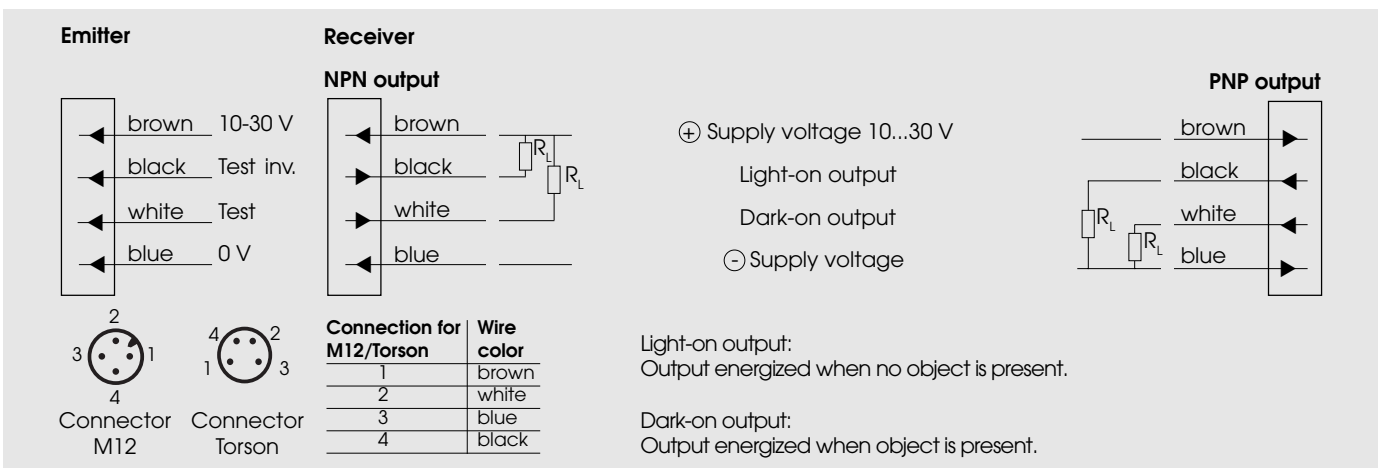 Emitter
Receiver
NPN output
PNP output
brown 10-30 V
black Test inv.
white Test
blue 0 V
brown
black
white
blue
RL
RL
+ Supply voltage 10...30 V
Light-on output
Dark-on output
- Supply voltage
brown
black
white
blue
RL
RL
2
3 1
4
Connector
M12
4 2
1 3
Connector
Torson
Connection for M12/Torson Wire color
1 brown
2 white
3 blue
4 black
Light-on output:
Output energized when no object is present.
Dark-on output:
Output energized when object is present.